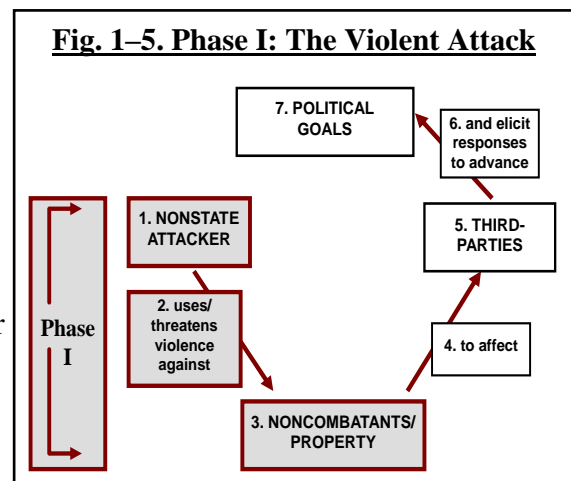 Fig. 1–5. Phase I: The Violent Attack
7. POLITICAL
GOALS
6. and elicit
responses
to advance
1. NONSTATE
ATTACKER
5. THIRD-
PARTIES
r
Phase
I
2. uses/
threatens
violence
against
4. to affect
3. NONCOMBATANTS/
PROPERTY